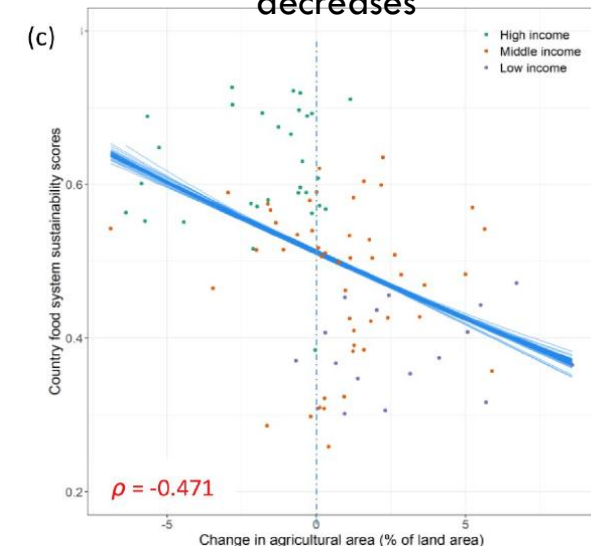 decreases
(c)
High income
Middle income
Low income
Country food system sustainability scores
1
0.6
0.4
0.2
ρ = -0.471
-5
0
5
Change in agricultural area (% of land area)